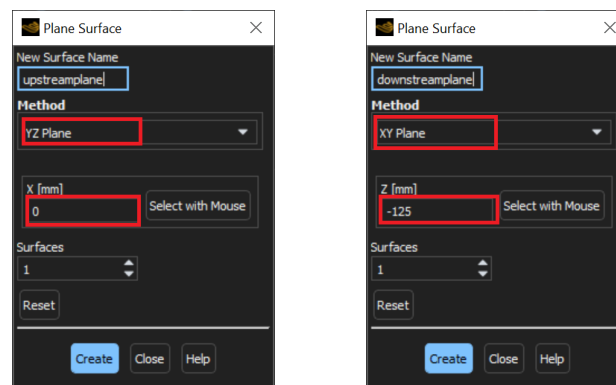 Plane Surface
New Surface Name
upstreamplane
Method
YZ Plane
X [mm]
0
Select with Mouse
Surfaces
1
Reset
Create Close Help
Plane Surface
New Surface Name
downstreamplane
Method
XY Plane
Z [mm]
-125
Select with Mouse
Surfaces
1
Reset
Create Close Help